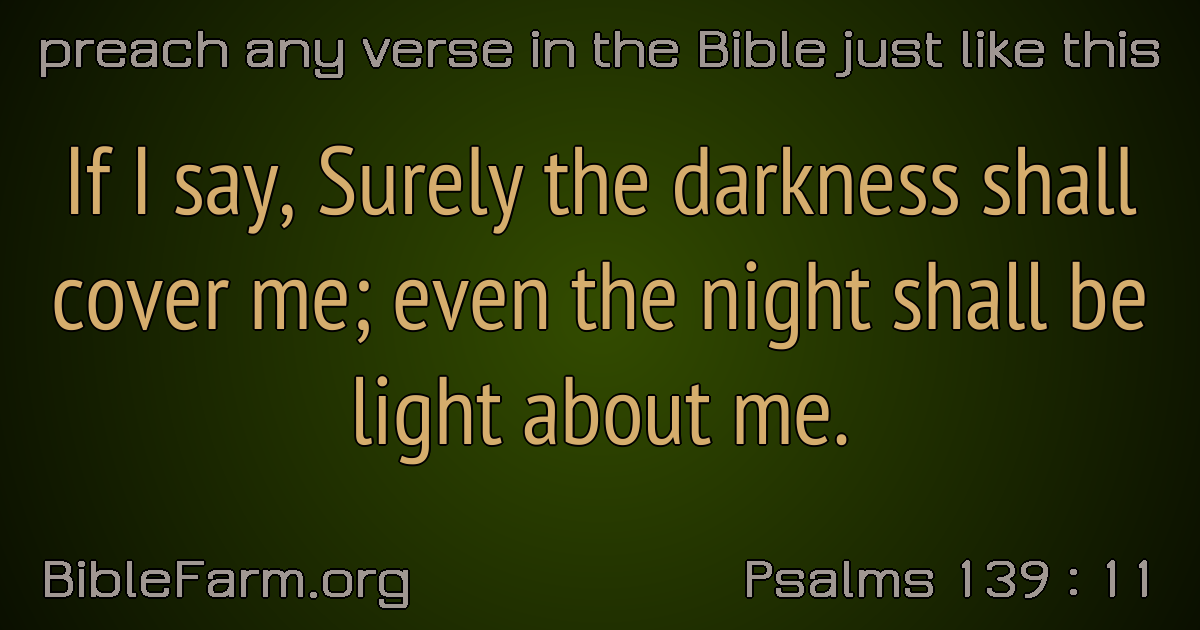 preach any verse in the Bible just like this
If I say, Surely the darkness shall
cover me; even the night shall be
light about me.
BibleFarm.org
Psalms 139 : 11